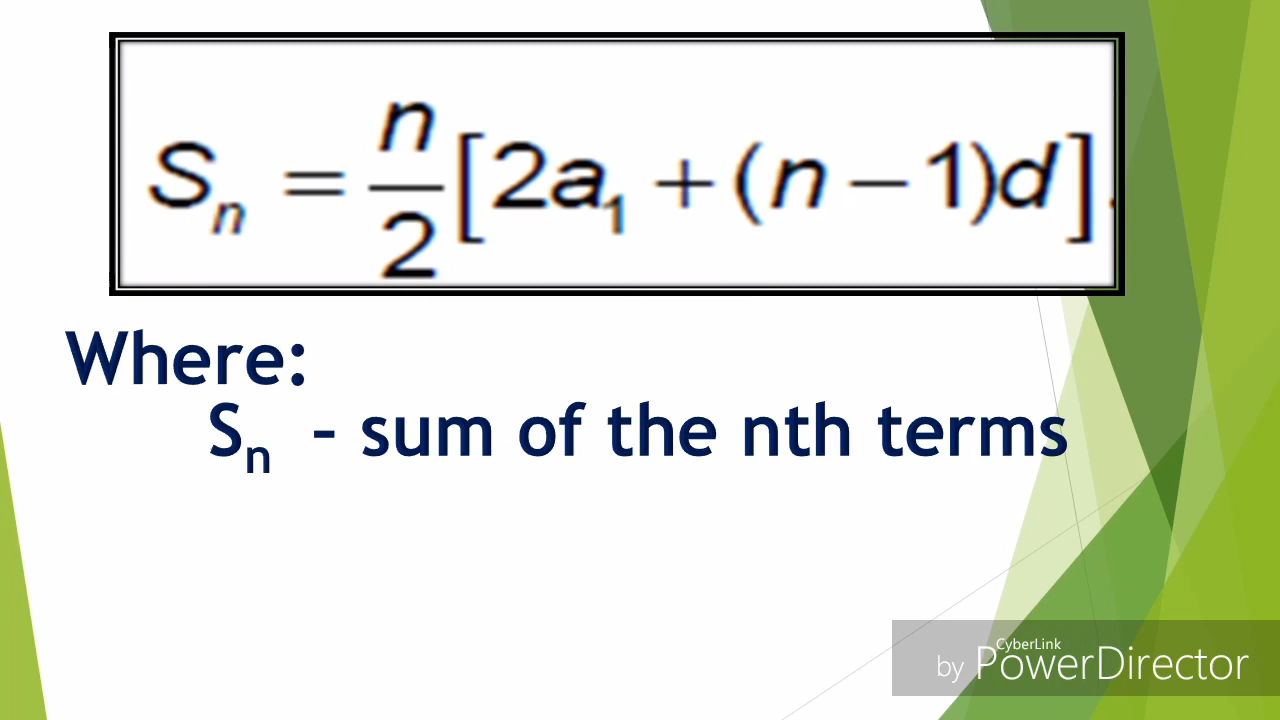 Sₙ = n/2 [2a₁ + (n − 1)d].
Where:
Sₙ – sum of the nth terms
CyberLink
by PowerDirector